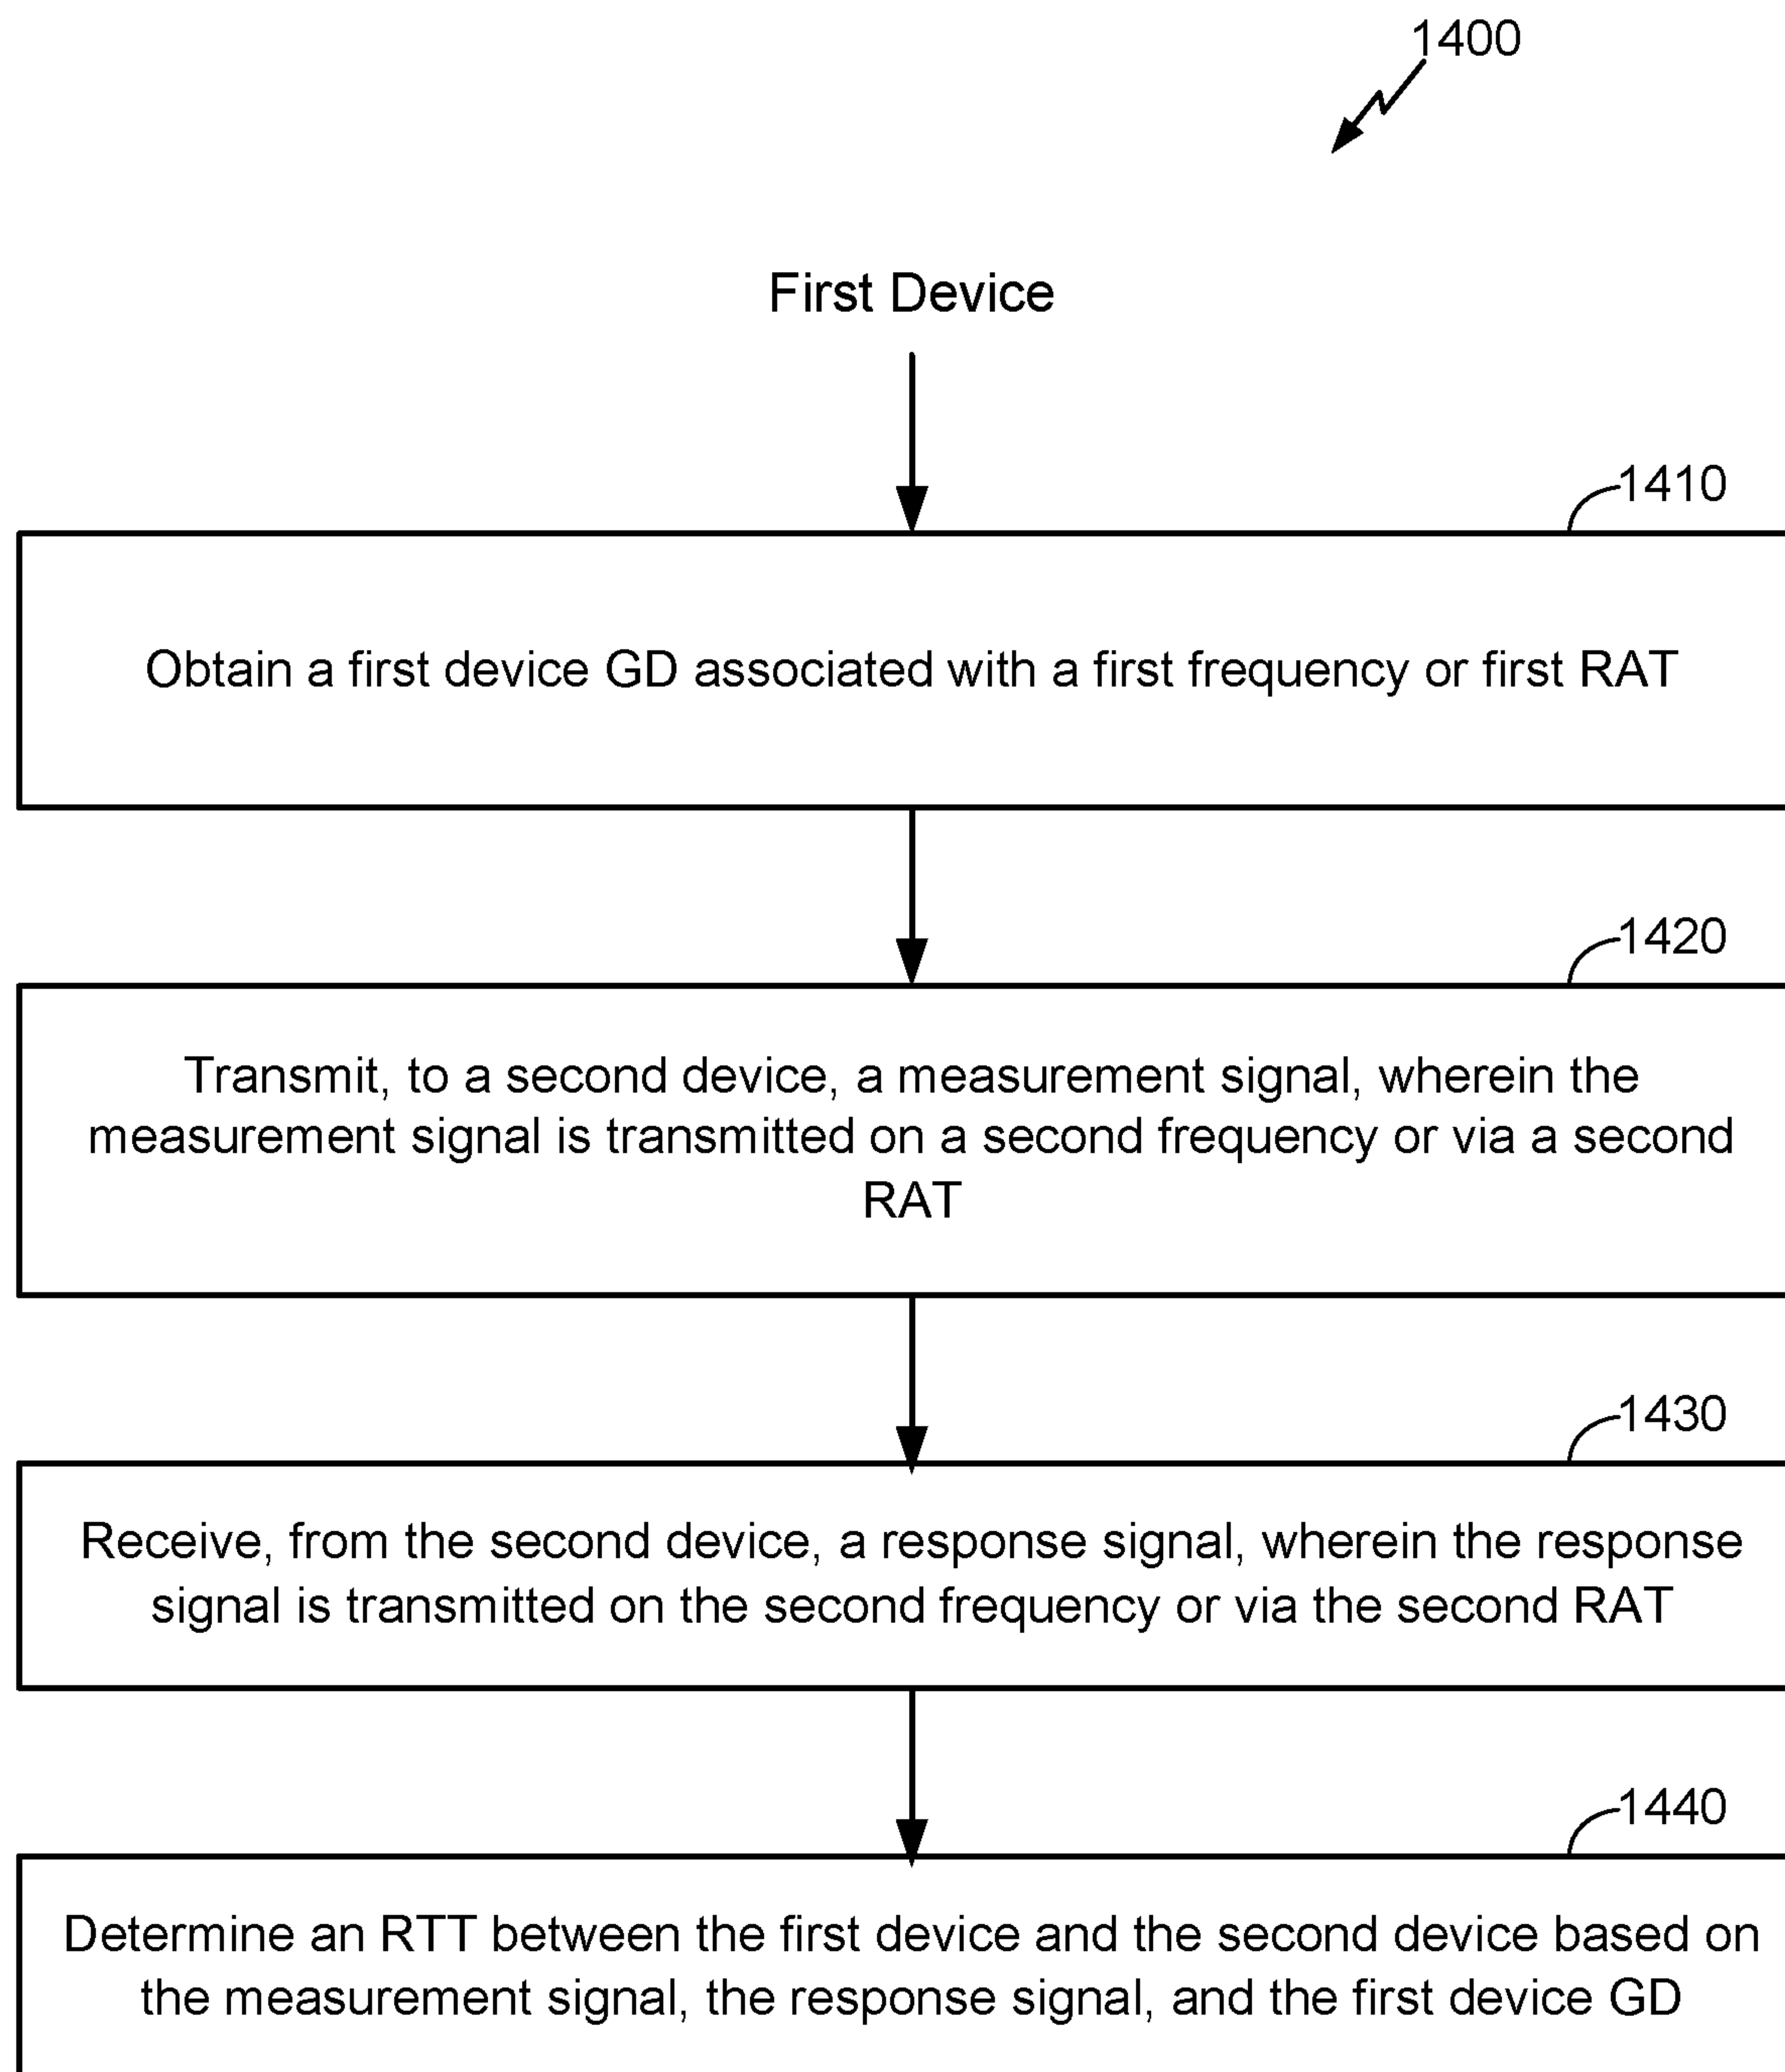 1400
First Device
1410
Obtain a first device GD associated with a first frequency or first RAT
1420
Transmit, to a second device, a measurement signal, wherein the
measurement signal is transmitted on a second frequency or via a second
RAT
1430
Receive, from the second device, a response signal, wherein the response
signal is transmitted on the second frequency or via the second RAT
1440
Determine an RTT between the first device and the second device based on
the measurement signal, the response signal, and the first device GD